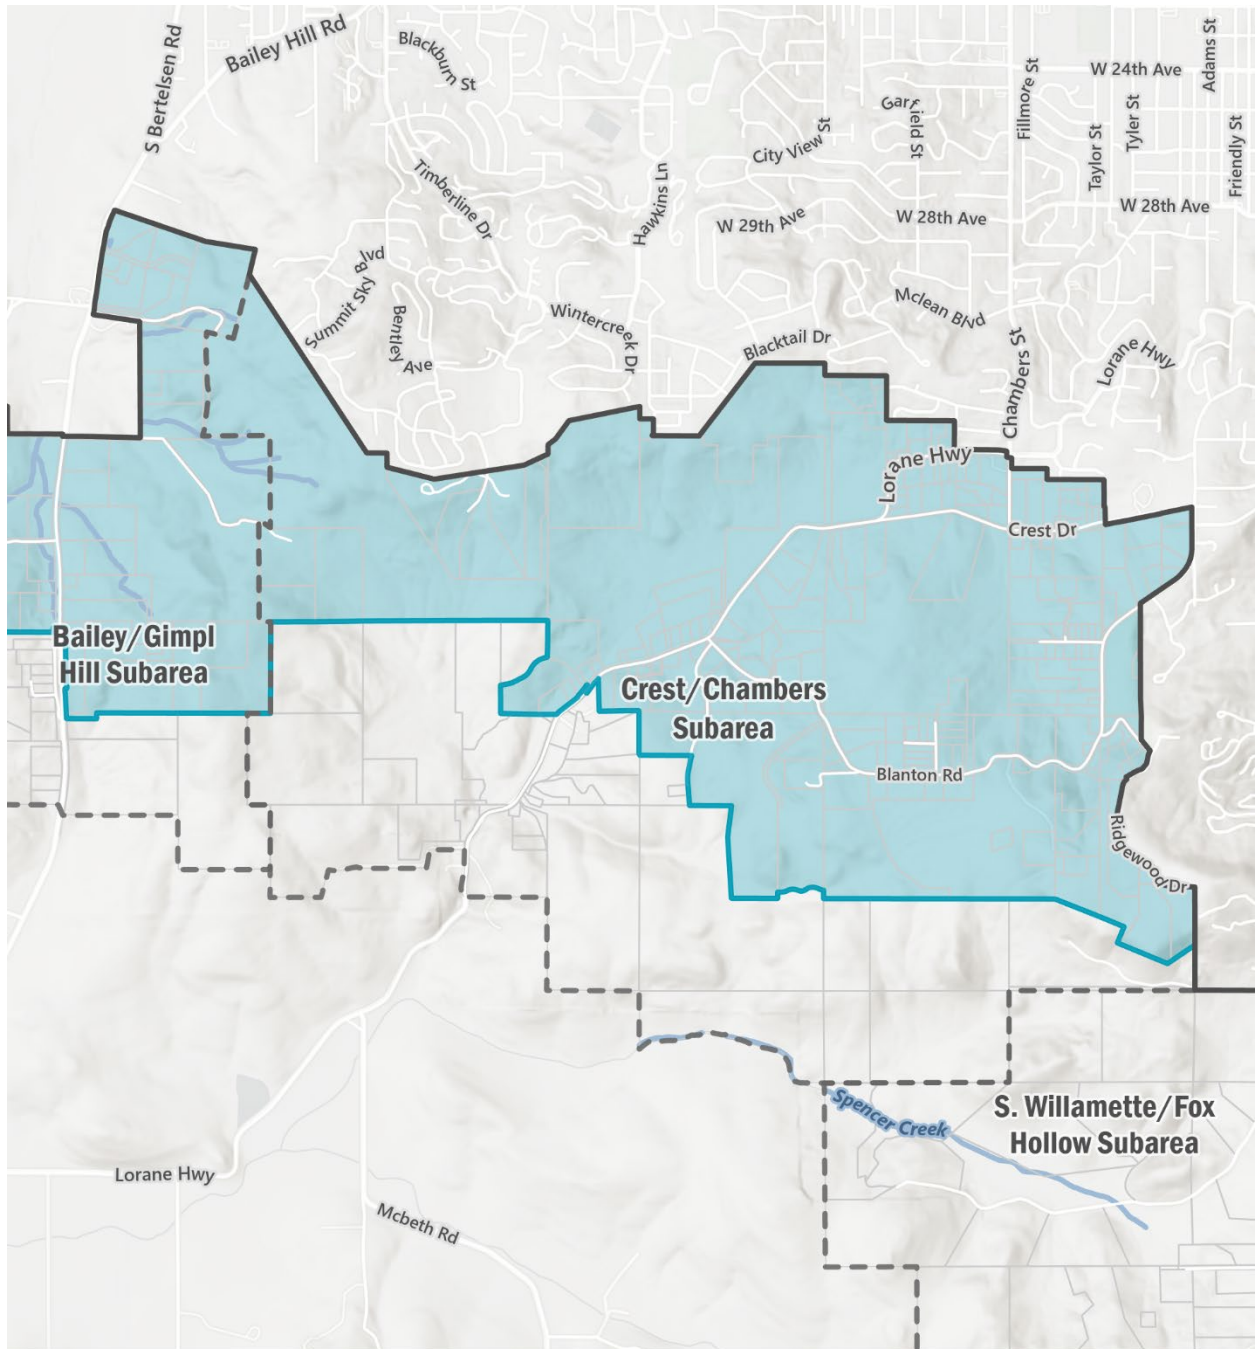 Bailey Hill Rd
S Bertelsen Rd
Blackburn St
W 24th Ave
Adams St
Fillmore St
Garfield St
Tyler St
Taylor St
Friendly St
City View St
Timberline Dr
Hawkins Ln
W 29th Ave
W 28th Ave
W 28th Ave
Summit Sky Blvd
Bentley Ave
Wintercreek Dr
Mclean Blvd
Blacktail Dr
Chambers St
Lorane Hwy
Lorane Hwy
Crest Dr
Bailey/Gimpl
Hill Subarea
Crest/Chambers
Subarea
Blanton Rd
Ridgewood Dr
Spencer Creek
S. Willamette/Fox
Hollow Subarea
Lorane Hwy
Mcbeth Rd